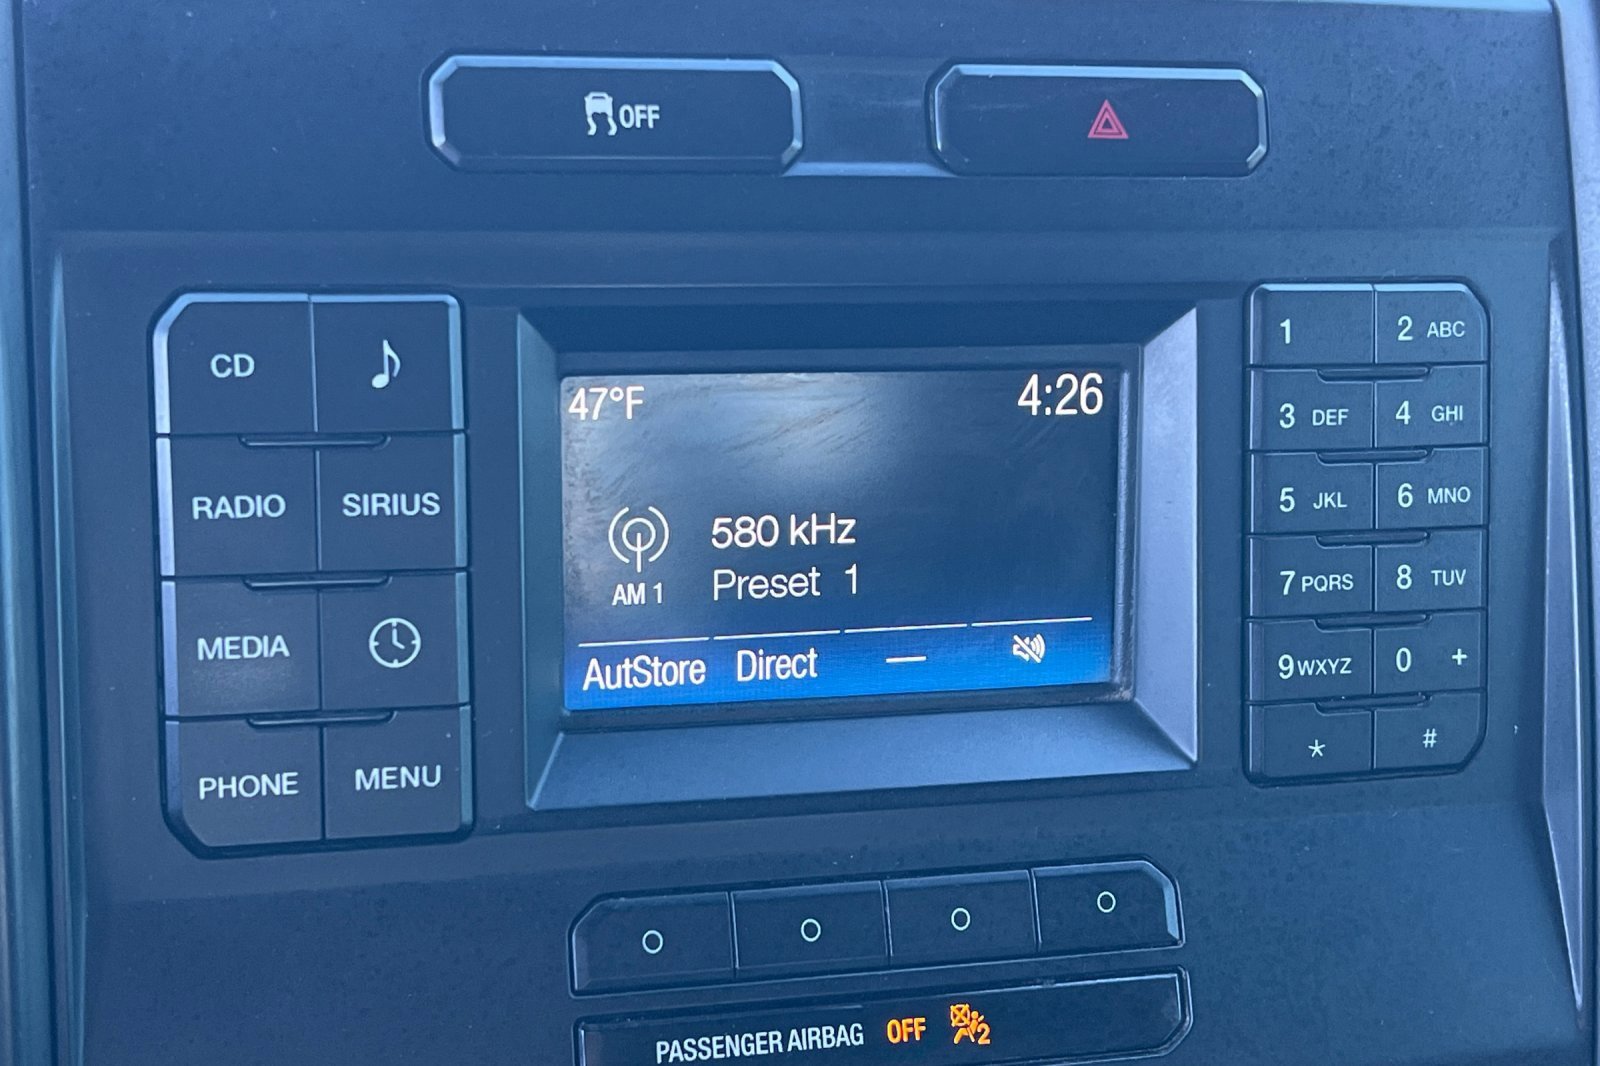 OFF
47°F 4:26
580 kHz
AM 1 Preset 1
AutStore Direct —
CD
RADIO SIRIUS
MEDIA
PHONE MENU
1 2 ABC
3 DEF 4 GHI
5 JKL 6 MNO
7 PQRS 8 TUV
9 WXYZ 0 +
* #
PASSENGER AIRBAG OFF 2